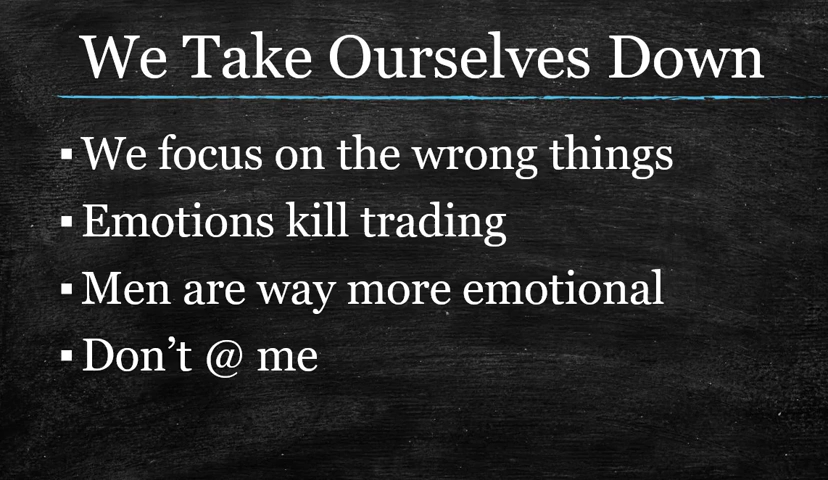 We Take Ourselves Down
▪ We focus on the wrong things
▪ Emotions kill trading
▪ Men are way more emotional
▪ Don’t @ me